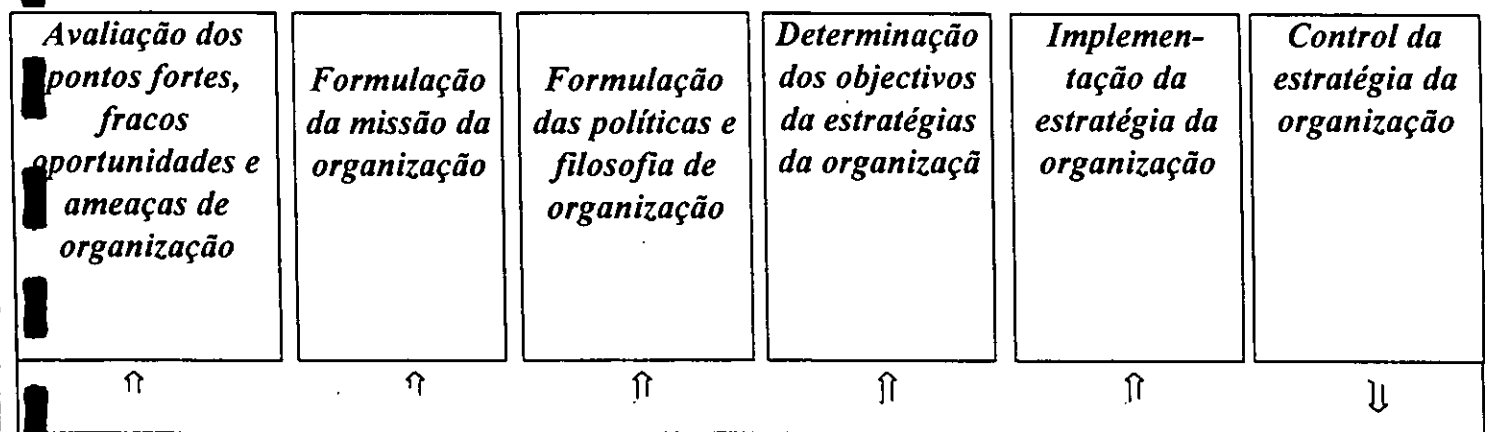 Avaliação dos
pontos fortes,
fracos
oportunidades e
ameaças de
organização
Formulação
da missão da
organização
Formulação
das políticas e
filosofia de
organização
Determinação
dos objectivos
da estratégias
da organizaçã
Implemen-
tação da
estratégia da
organização
Control da
estratégia da
organização